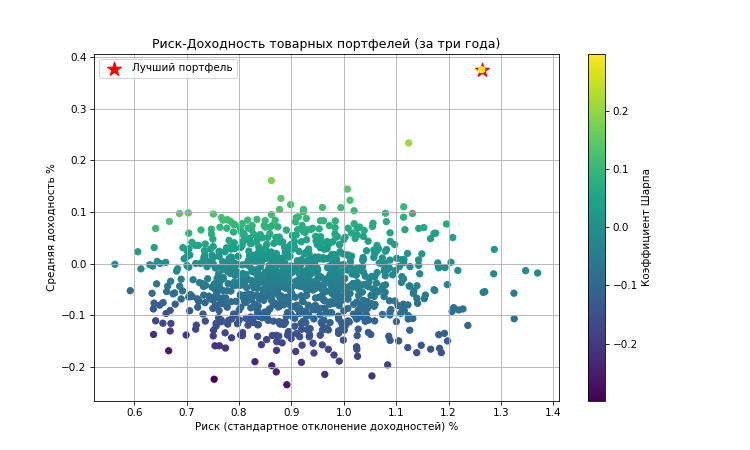 Риск-Доходность товарных портфелей (за три года)
Лучший портфель
Средняя доходность %
0.4
0.3
0.2
0.1
0.0
−0.1
−0.2
0.6 0.7 0.8 0.9 1.0 1.1 1.2 1.3 1.4
Риск (стандартное отклонение доходностей) %
0.2
0.1
0.0
−0.1
−0.2
Коэффициент Шарпа